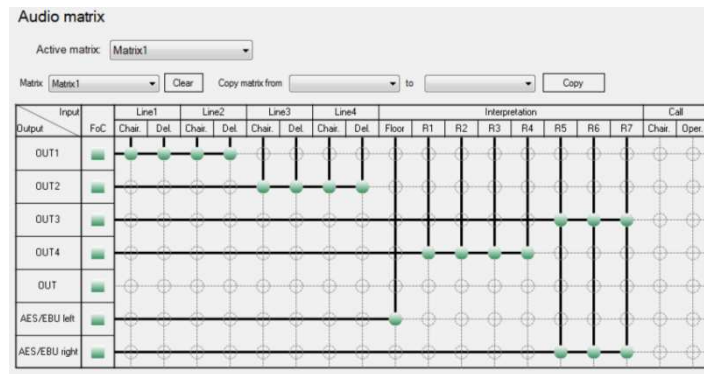 Audio matrix
Active matrix: Matrix1
Matrix Matrix1 Clear Copy matrix from to Copy
Input Line1 Line2 Line3 Line4 Interpretation Call
Output FoC Chair. Del. Chair. Del. Chair. Del. Chair. Del. Floor R1 R2 R3 R4 R5 R6 R7 Chair. Oper.
OUT1
OUT2
OUT3
OUT4
OUT
AES/EBU left
AES/EBU right